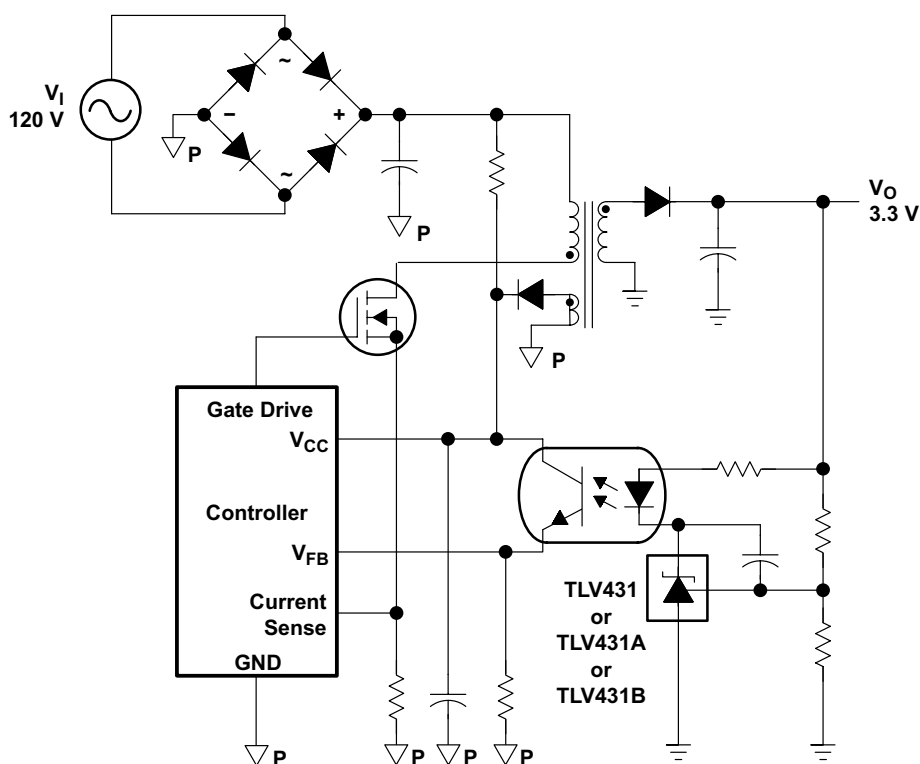 V_I
120 V
~
−
+
~
P
P
V_O
3.3 V
P
Gate Drive
V_CC
Controller
V_FB
Current
Sense
GND
TLV431
or
TLV431A
or
TLV431B
P
P
P
P